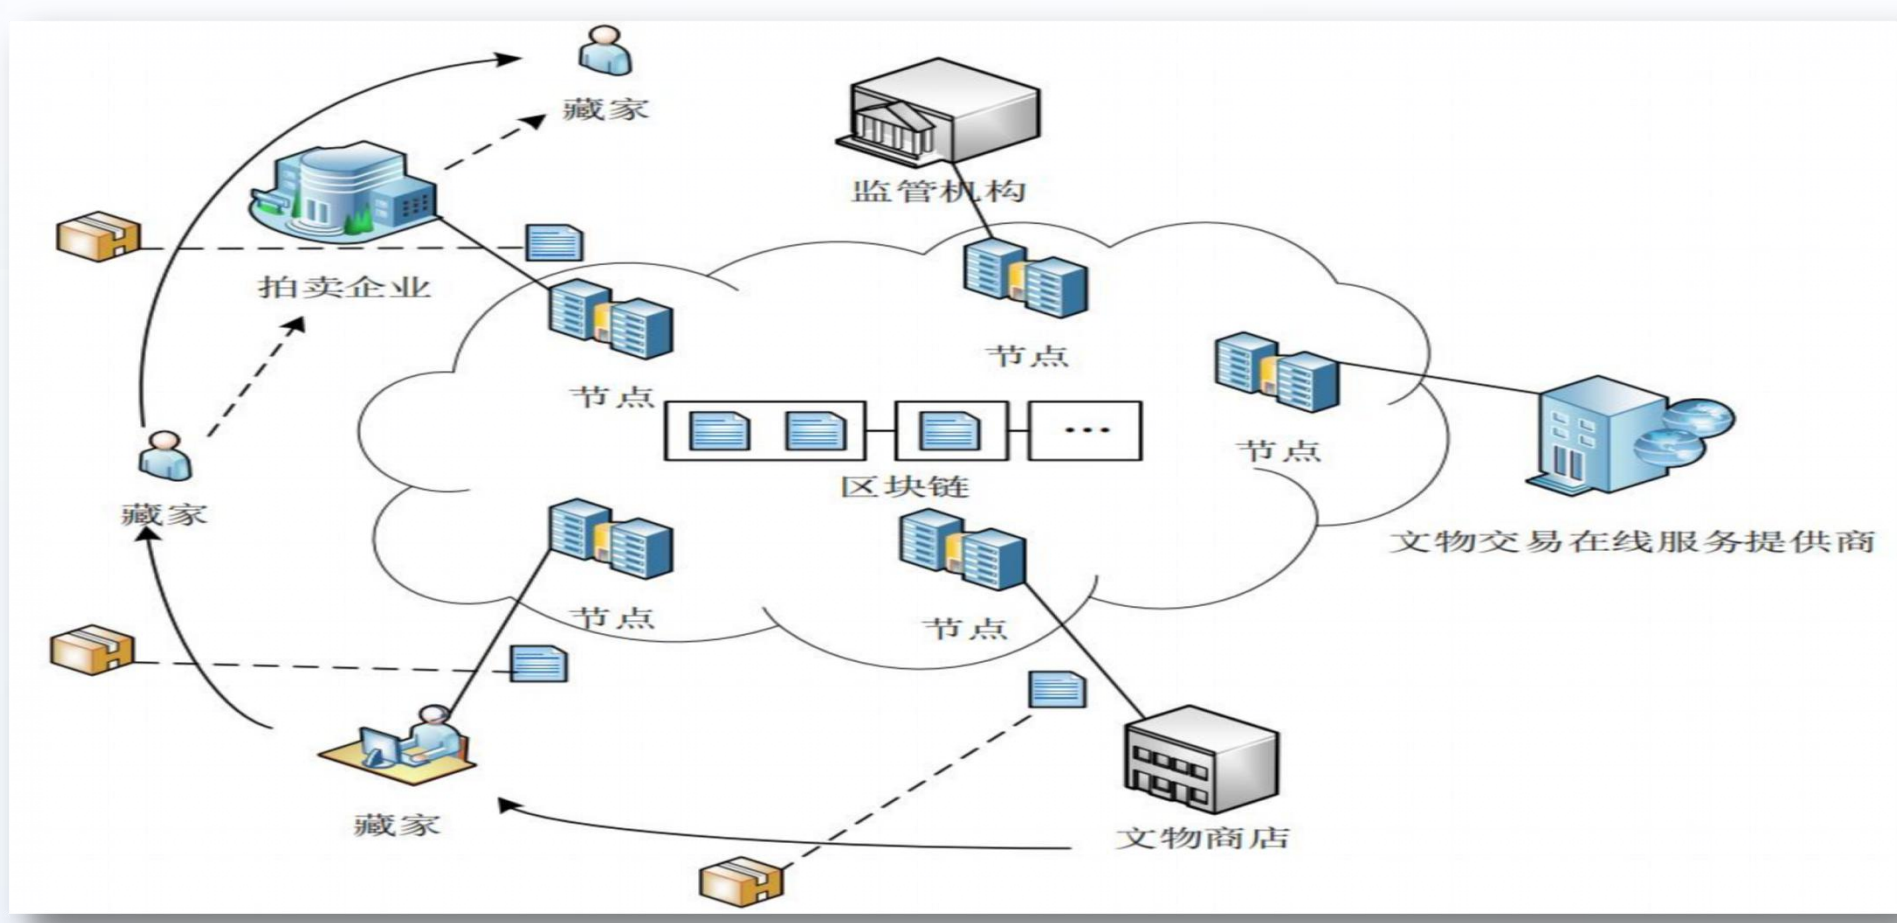 藏家
监管机构
拍卖企业
节点
节点
节点
...
区块链
藏家
文物交易在线服务提供商
节点
节点
藏家
文物商店